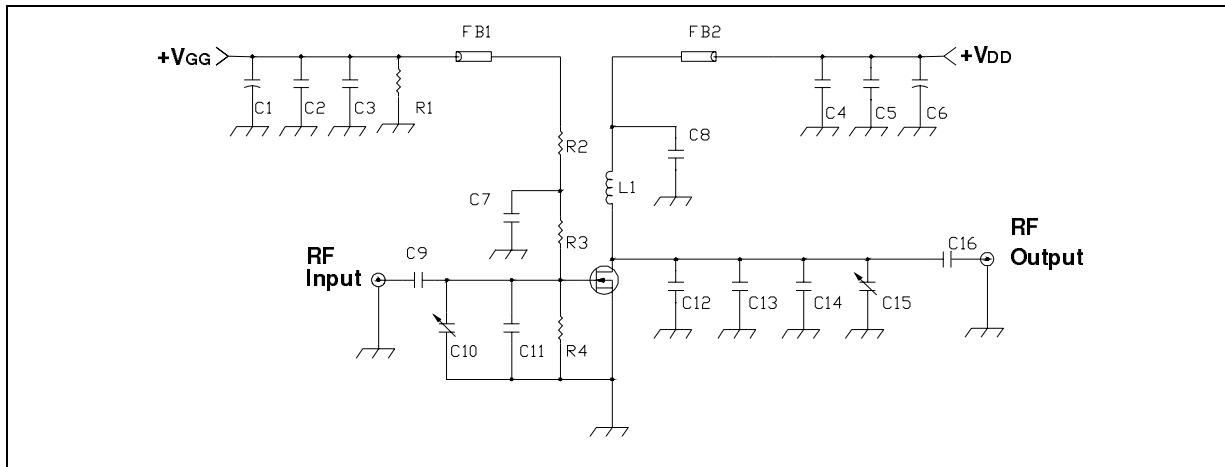 FB1
FB2
+VGG
+VDD
C1
C2
C3
R1
C4
C5
C6
R2
C8
L1
C7
R3
RF
Input
C9
C16
RF
Output
C12
C13
C14
C15
C10
C11
R4